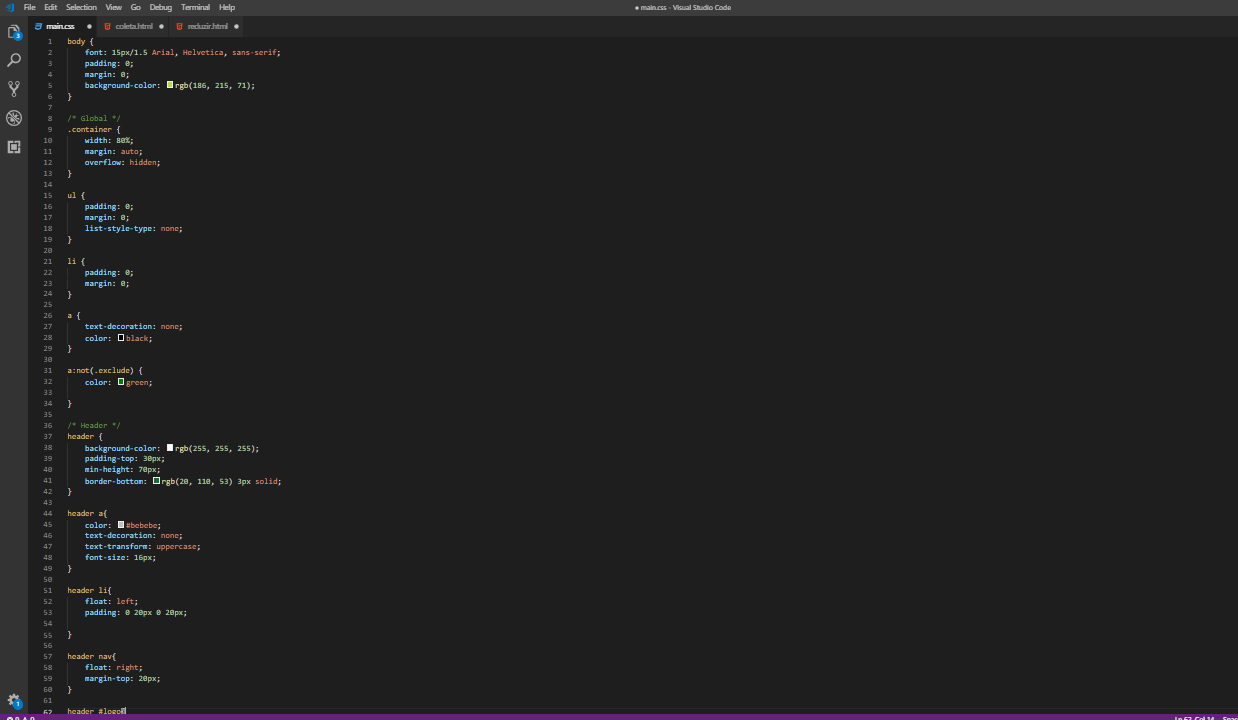 File Edit Selection View Go Debug Terminal Help
● main.css - Visual Studio Code
main.css ● coleta.html ● reduzir.html ●
3
1 body {
2 font: 15px/1.5 Arial, Helvetica, sans-serif;
3 padding: 0;
4 margin: 0;
5 background-color: rgb(186, 215, 71);
6 }
7
8 /* Global */
9 .container {
10 width: 80%;
11 margin: auto;
12 overflow: hidden;
13 }
14
15 ul {
16 padding: 0;
17 margin: 0;
18 list-style-type: none;
19 }
20
21 li {
22 padding: 0;
23 margin: 0;
24 }
25
26 a {
27 text-decoration: none;
28 color: black;
29 }
30
31 a:not(.exclude) {
32 color: green;
33
34 }
35
36 /* Header */
37 header {
38 background-color: rgb(255, 255, 255);
39 padding-top: 30px;
40 min-height: 70px;
41 border-bottom: rgb(20, 110, 53) 3px solid;
42 }
43
44 header a{
45 color: #bebebe;
46 text-decoration: none;
47 text-transform: uppercase;
48 font-size: 16px;
49 }
50
51 header li{
52 float: left;
53 padding: 0 20px 0 20px;
54
55 }
56
57 header nav{
58 float: right;
59 margin-top: 20px;
60 }
61
62 header #logo
1